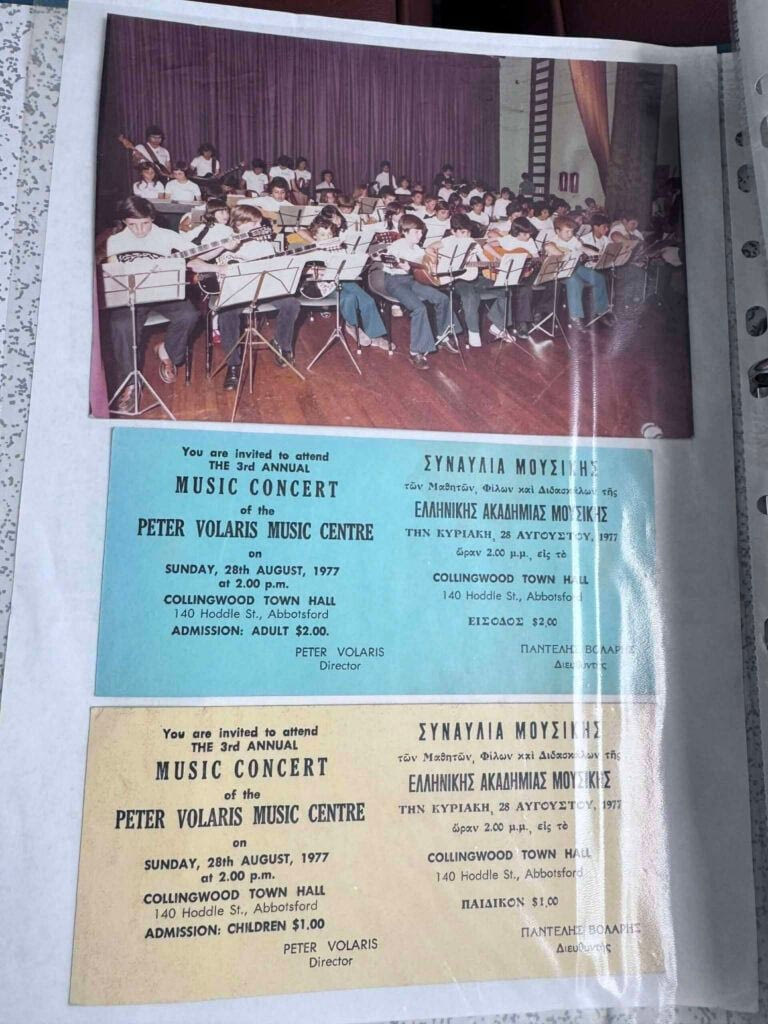 You are invited to attend
THE 3rd ANNUAL
MUSIC CONCERT
of the
PETER VOLARIS MUSIC CENTRE
on
SUNDAY, 28th AUGUST, 1977
at 2.00 p.m.
COLLINGWOOD TOWN HALL
140 Hoddle St., Abbotsford
ADMISSION: ADULT $2.00.
PETER VOLARIS
Director
ΣΥΝΑΥΛΙΑ ΜΟΥΣΙΚΗΣ
τῶν Μαθητῶν, Φίλων καὶ Διδασκάλων τῆς
ΕΛΛΗΝΙΚΗΣ ΑΚΑΔΗΜΙΑΣ ΜΟΥΣΙΚΗΣ
ΤΗΝ ΚΥΡΙΑΚΗ, 28 ΑΥΓΟΥΣΤΟΥ, 1977
ὥραν 2.00 μ.μ., εἰς τὸ
COLLINGWOOD TOWN HALL
140 Hoddle St., Abbotsford
ΕΙΣΟΔΟΣ $2,00
ΠΑΝΤΕΛΗΣ ΒΟΛΑΡΗΣ
Διευθυντής
You are invited to attend
THE 3rd ANNUAL
MUSIC CONCERT
of the
PETER VOLARIS MUSIC CENTRE
on
SUNDAY, 28th AUGUST, 1977
at 2.00 p.m.
COLLINGWOOD TOWN HALL
140 Hoddle St., Abbotsford
ADMISSION: CHILDREN $1.00
PETER VOLARIS
Director
ΣΥΝΑΥΛΙΑ ΜΟΥΣΙΚΗΣ
τῶν Μαθητῶν, Φίλων καὶ Διδασκάλων τῆς
ΕΛΛΗΝΙΚΗΣ ΑΚΑΔΗΜΙΑΣ ΜΟΥΣΙΚΗΣ
ΤΗΝ ΚΥΡΙΑΚΗ, 28 ΑΥΓΟΥΣΤΟΥ, 1977
ὥραν 2.00 μ.μ., εἰς τὸ
COLLINGWOOD TOWN HALL
140 Hoddle St., Abbotsford
ΠΑΙΔΙΚΟΝ $1,00
ΠΑΝΤΕΛΗΣ ΒΟΛΑΡΗΣ
Διευθυντής